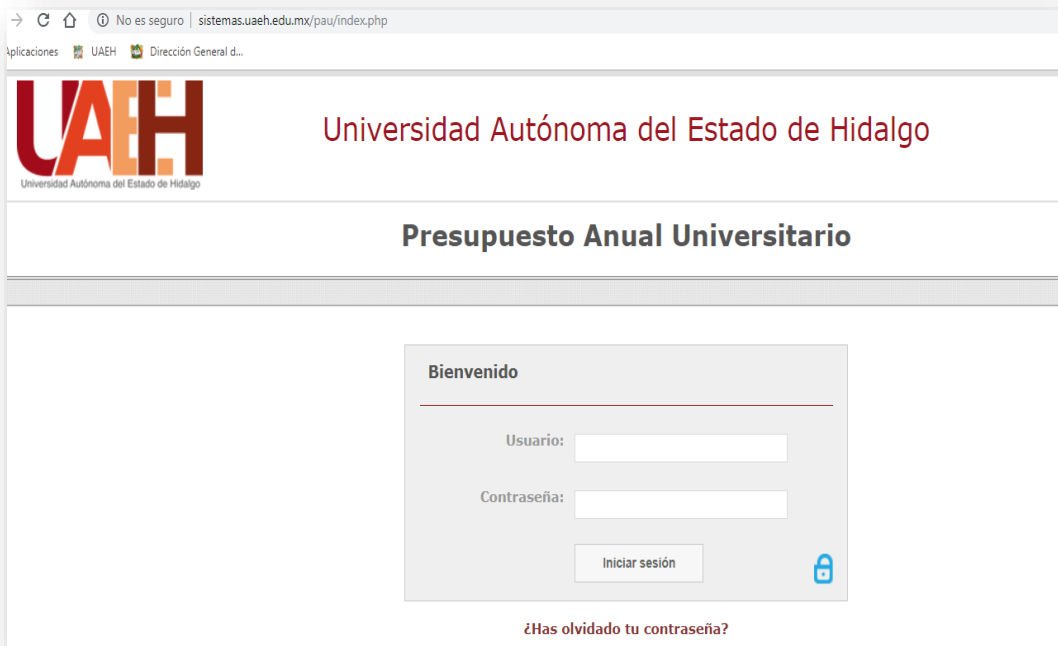 No es seguro | sistemas.uaeh.edu.mx/pau/index.php
Aplicaciones UAEH Dirección General d...
UAEH
Universidad Autónoma del Estado de Hidalgo
Universidad Autónoma del Estado de Hidalgo
Presupuesto Anual Universitario
Bienvenido
Usuario:
Contraseña:
Iniciar sesión
¿Has olvidado tu contraseña?